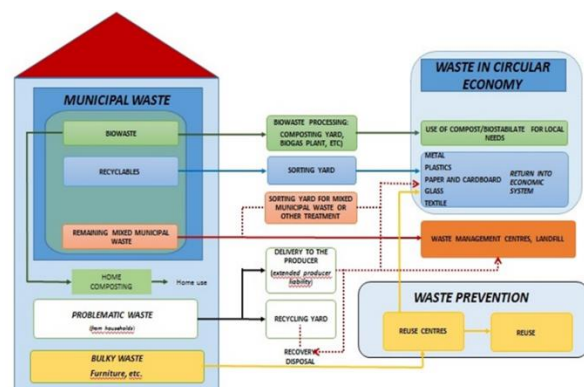 MUNICIPAL WASTE
BIOWASTE
RECYCLABLES
REMAINING MIXED MUNICIPAL
WASTE
HOME
COMPOSTING
Home use
PROBLEMATIC WASTE
(from households)
BULKY WASTE
Furniture, etc.
BIOWASTE PROCESSING:
COMPOSTING YARD,
BIOGAS PLANT, ETC)
SORTING YARD
SORTING YARD FOR MIXED
MUNICIPAL WASTE OR
OTHER TREATMENT
DELIVERY TO THE
PRODUCER
(extended producer
liability)
RECYCLING YARD
RECOVERY
DISPOSAL
WASTE IN CIRCULAR
ECONOMY
USE OF COMPOST/BIOSTABILATE FOR LOCAL
NEEDS
METAL
PLASTICS
PAPER AND CARDBOARD
GLASS
TEXTILE
RETURN INTO
ECONOMIC
SYSTEM
WASTE MANAGEMENT CENTRES, LANDFILL
WASTE PREVENTION
REUSE CENTRES
REUSE